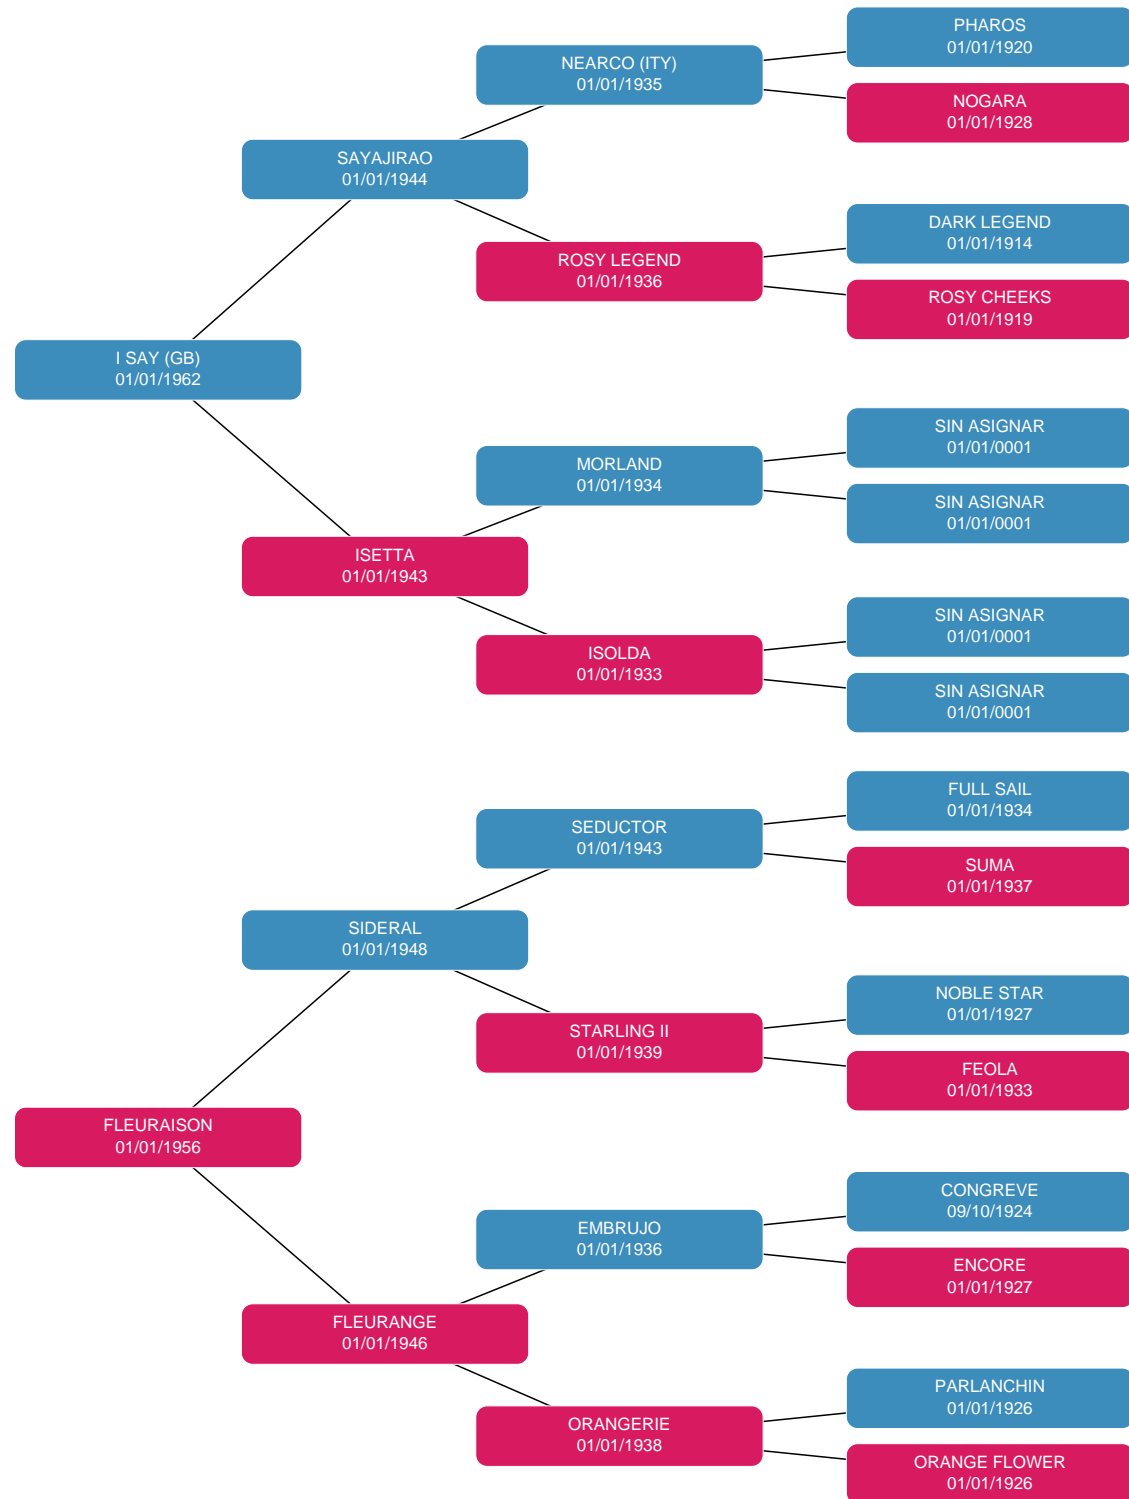 PHAROS
01/01/1920
NEARCO (ITY)
01/01/1935
NOGARA
01/01/1928
SAYAJIRAO
01/01/1944
DARK LEGEND
01/01/1914
ROSY LEGEND
01/01/1936
ROSY CHEEKS
01/01/1919
I SAY (GB)
01/01/1962
SIN ASIGNAR
01/01/0001
MORLAND
01/01/1934
SIN ASIGNAR
01/01/0001
ISETTA
01/01/1943
SIN ASIGNAR
01/01/0001
ISOLDA
01/01/1933
SIN ASIGNAR
01/01/0001
FULL SAIL
01/01/1934
SEDUCTOR
01/01/1943
SUMA
01/01/1937
SIDERAL
01/01/1948
NOBLE STAR
01/01/1927
STARLING II
01/01/1939
FEOLA
01/01/1933
FLEURAISON
01/01/1956
CONGREVE
09/10/1924
EMBRUJO
01/01/1936
ENCORE
01/01/1927
FLEURANGE
01/01/1946
PARLANCHIN
01/01/1926
ORANGERIE
01/01/1938
ORANGE FLOWER
01/01/1926